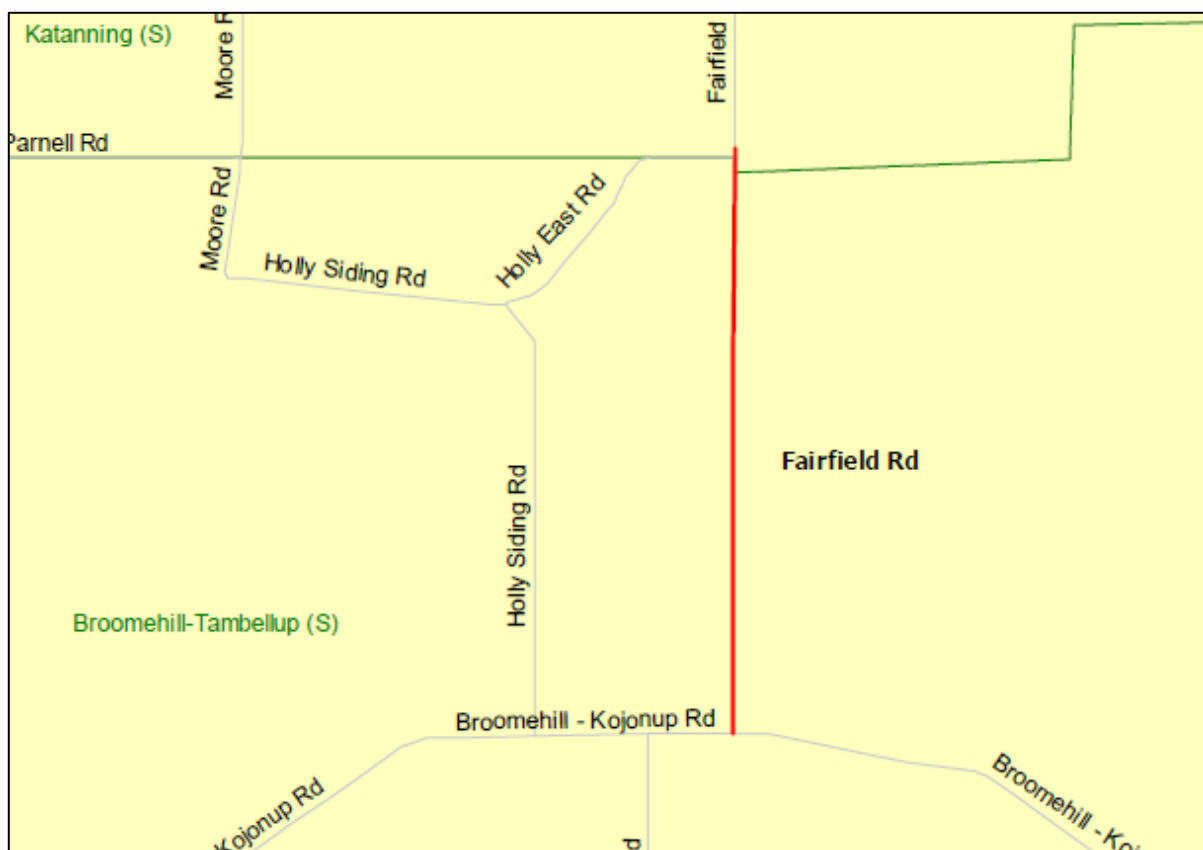 Katanning (S)
Moore R
Fairfield
Parnell Rd
Moore Rd
Holly East Rd
Holly Siding Rd
Fairfield Rd
Holly Siding Rd
Broomehill-Tambellup (S)
Broomehill - Kojonup Rd
Kojonup Rd
Broomehill - Ko
d